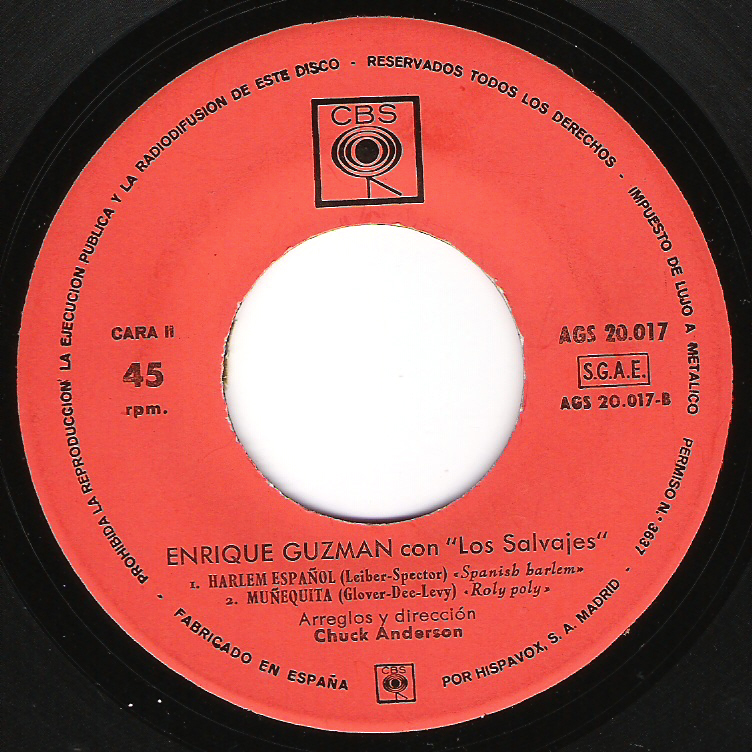 PROHIBIDA LA REPRODUCCION LA EJECUCION PUBLICA Y LA RADIODIFUSION DE ESTE DISCO - RESERVADOS TODOS LOS DERECHOS - IMPUESTO DE LUJO A METALICO PERMISO N.º 3637
CBS
CARA II
45
rpm.
AGS 20.017
S.G.A.E.
AGS 20.017-B
ENRIQUE GUZMAN con "Los Salvajes"
1. HARLEM ESPAÑOL (Leiber-Spector) «Spanish harlem»
2. MUÑEQUITA (Glover-Dee-Levy) «Roly poly»
Arreglos y dirección
Chuck Anderson
- FABRICADO EN ESPAÑA
CBS
POR HISPAVOX, S. A. MADRID -